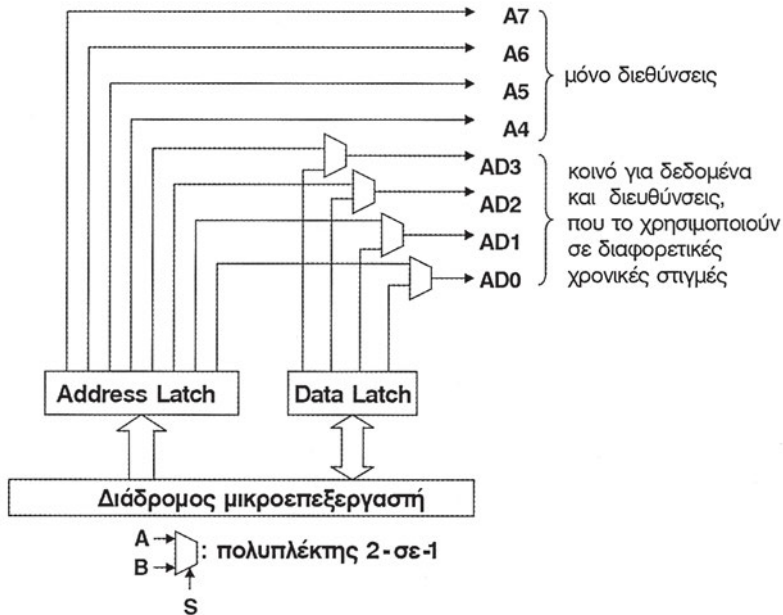 A7
A6
A5
A4
μόνο διεθύνσεις
AD3
AD2
AD1
AD0
κοινό για δεδομένα
και διευθύνσεις,
που το χρησιμοποιούν
σε διαφορετικές
χρονικές στιγμές
Address Latch
Data Latch
Διάδρομος μικροεπεξεργαστή
A
B
S
: πολυπλέκτης 2-σε-1